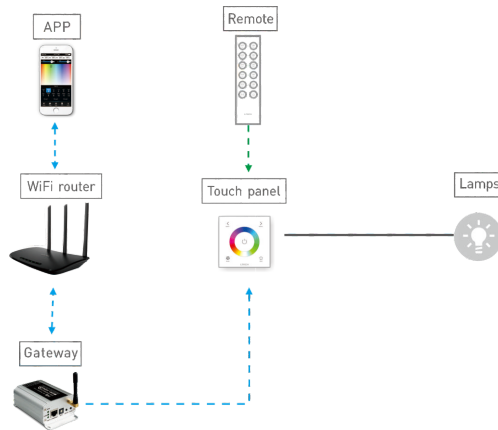 APP
Remote
WiFi router
Touch panel
Lamps
Gateway